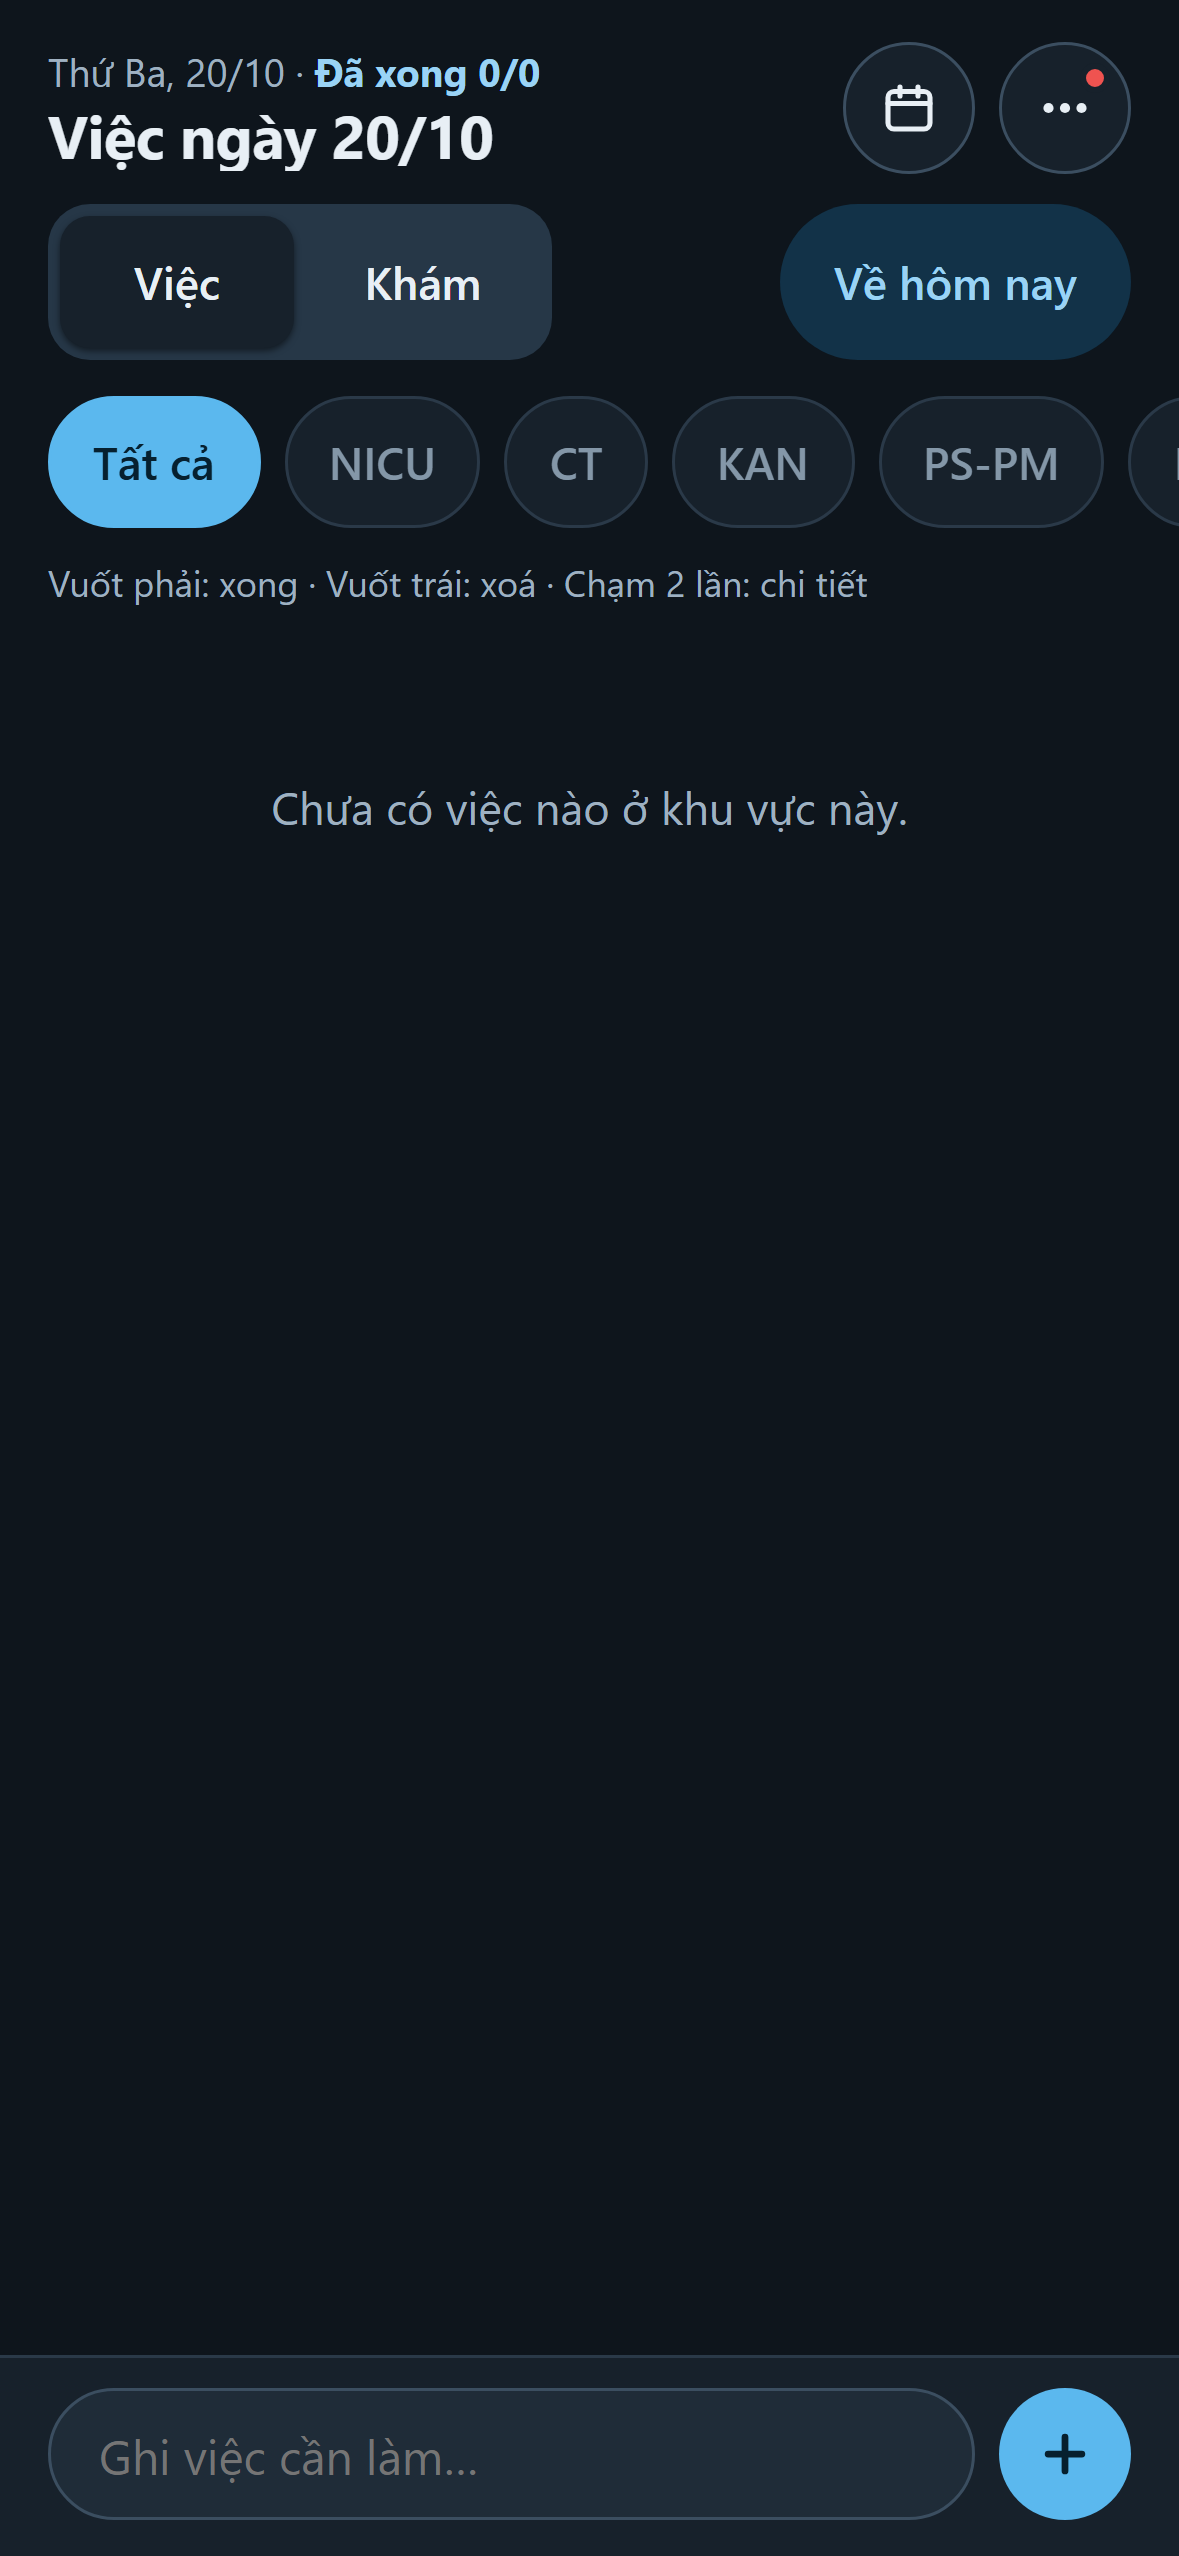 Thứ Ba, 20/10 · Đã xong 0/0
Việc ngày 20/10
Việc Khám Về hôm nay
Tất cả NICU CT KAN PS-PM
Vuốt phải: xong · Vuốt trái: xoá · Chạm 2 lần: chi tiết
Chưa có việc nào ở khu vực này.
Ghi việc cần làm...